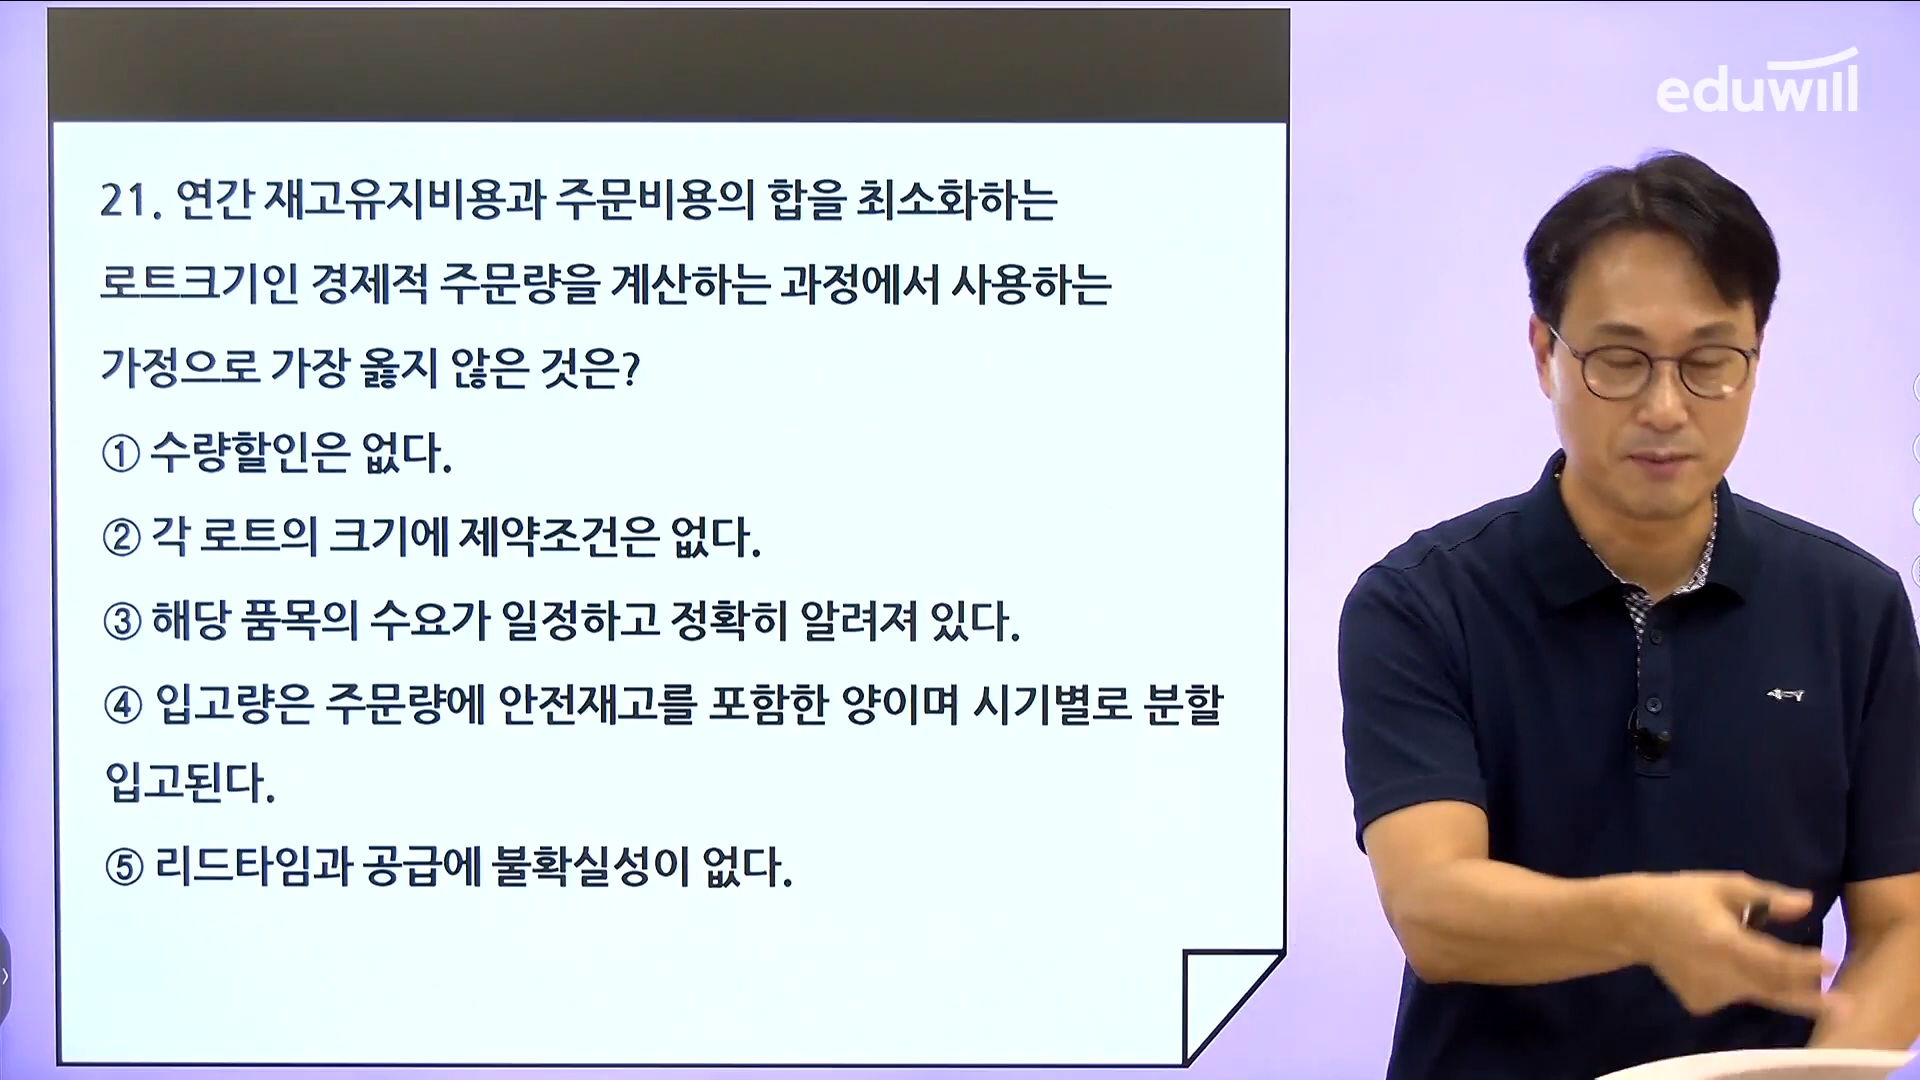 eduwill
21. 연간 재고유지비용과 주문비용의 합을 최소화하는
로트크기인 경제적 주문량을 계산하는 과정에서 사용하는
가정으로 가장 옳지 않은 것은?
① 수량할인은 없다.
② 각 로트의 크기에 제약조건은 없다.
③ 해당 품목의 수요가 일정하고 정확히 알려져 있다.
④ 입고량은 주문량에 안전재고를 포함한 양이며 시기별로 분할
입고된다.
⑤ 리드타임과 공급에 불확실성이 없다.